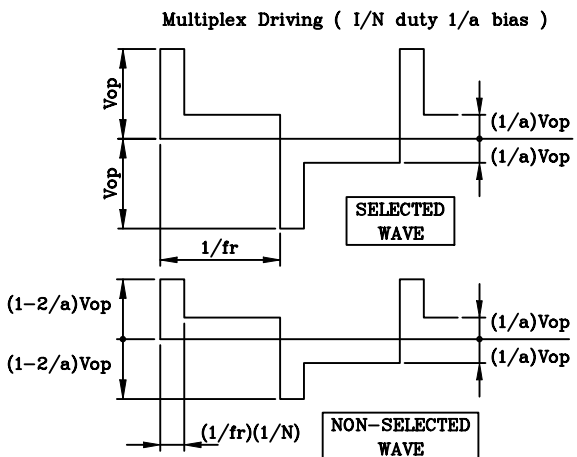 Multiplex Driving ( I/N duty 1/a bias )
Vop
Vop
(1/a)Vop
(1/a)Vop
SELECTED
WAVE
1/fr
(1-2/a)Vop
(1-2/a)Vop
(1/a)Vop
(1/a)Vop
(1/fr)(1/N)
NON-SELECTED
WAVE